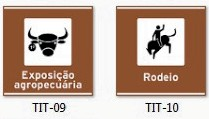 Exposição
agropecuária
Rodeio
TIT-09
TIT-10